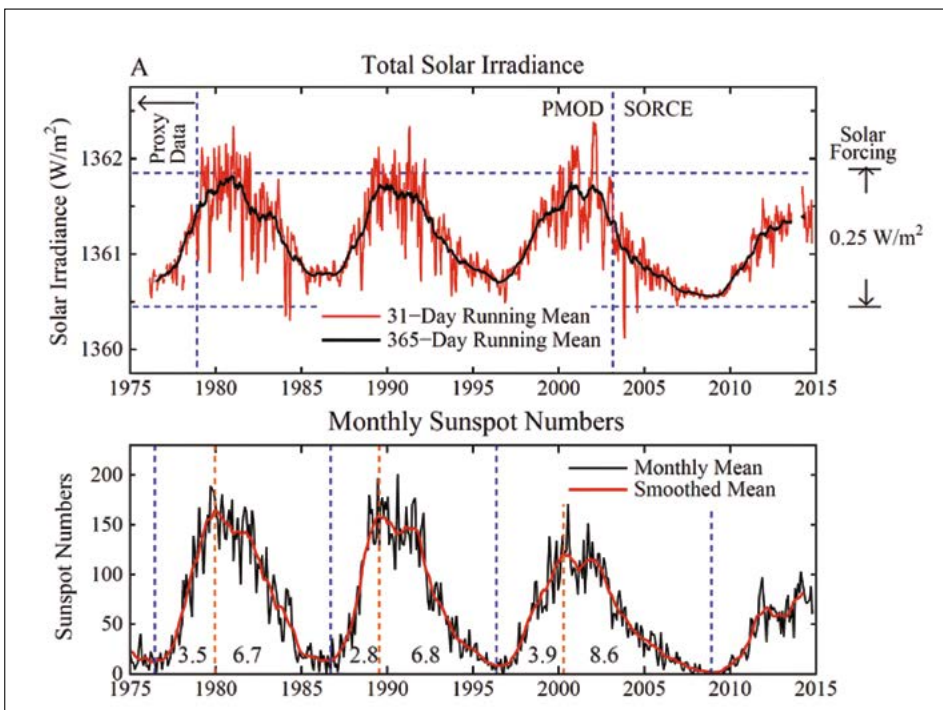 A
Total Solar Irradiance
Proxy
Data
PMOD
SORCE
Solar
Forcing
0.25 W/m²
Solar Irradiance (W/m²)
1362
1361
1360
31−Day Running Mean
365−Day Running Mean
1975 1980 1985 1990 1995 2000 2005 2010 2015
Monthly Sunspot Numbers
Sunspot Numbers
200
150
100
50
0
Monthly Mean
Smoothed Mean
3.5 6.7 2.8 6.8 3.9 8.6
1975 1980 1985 1990 1995 2000 2005 2010 2015